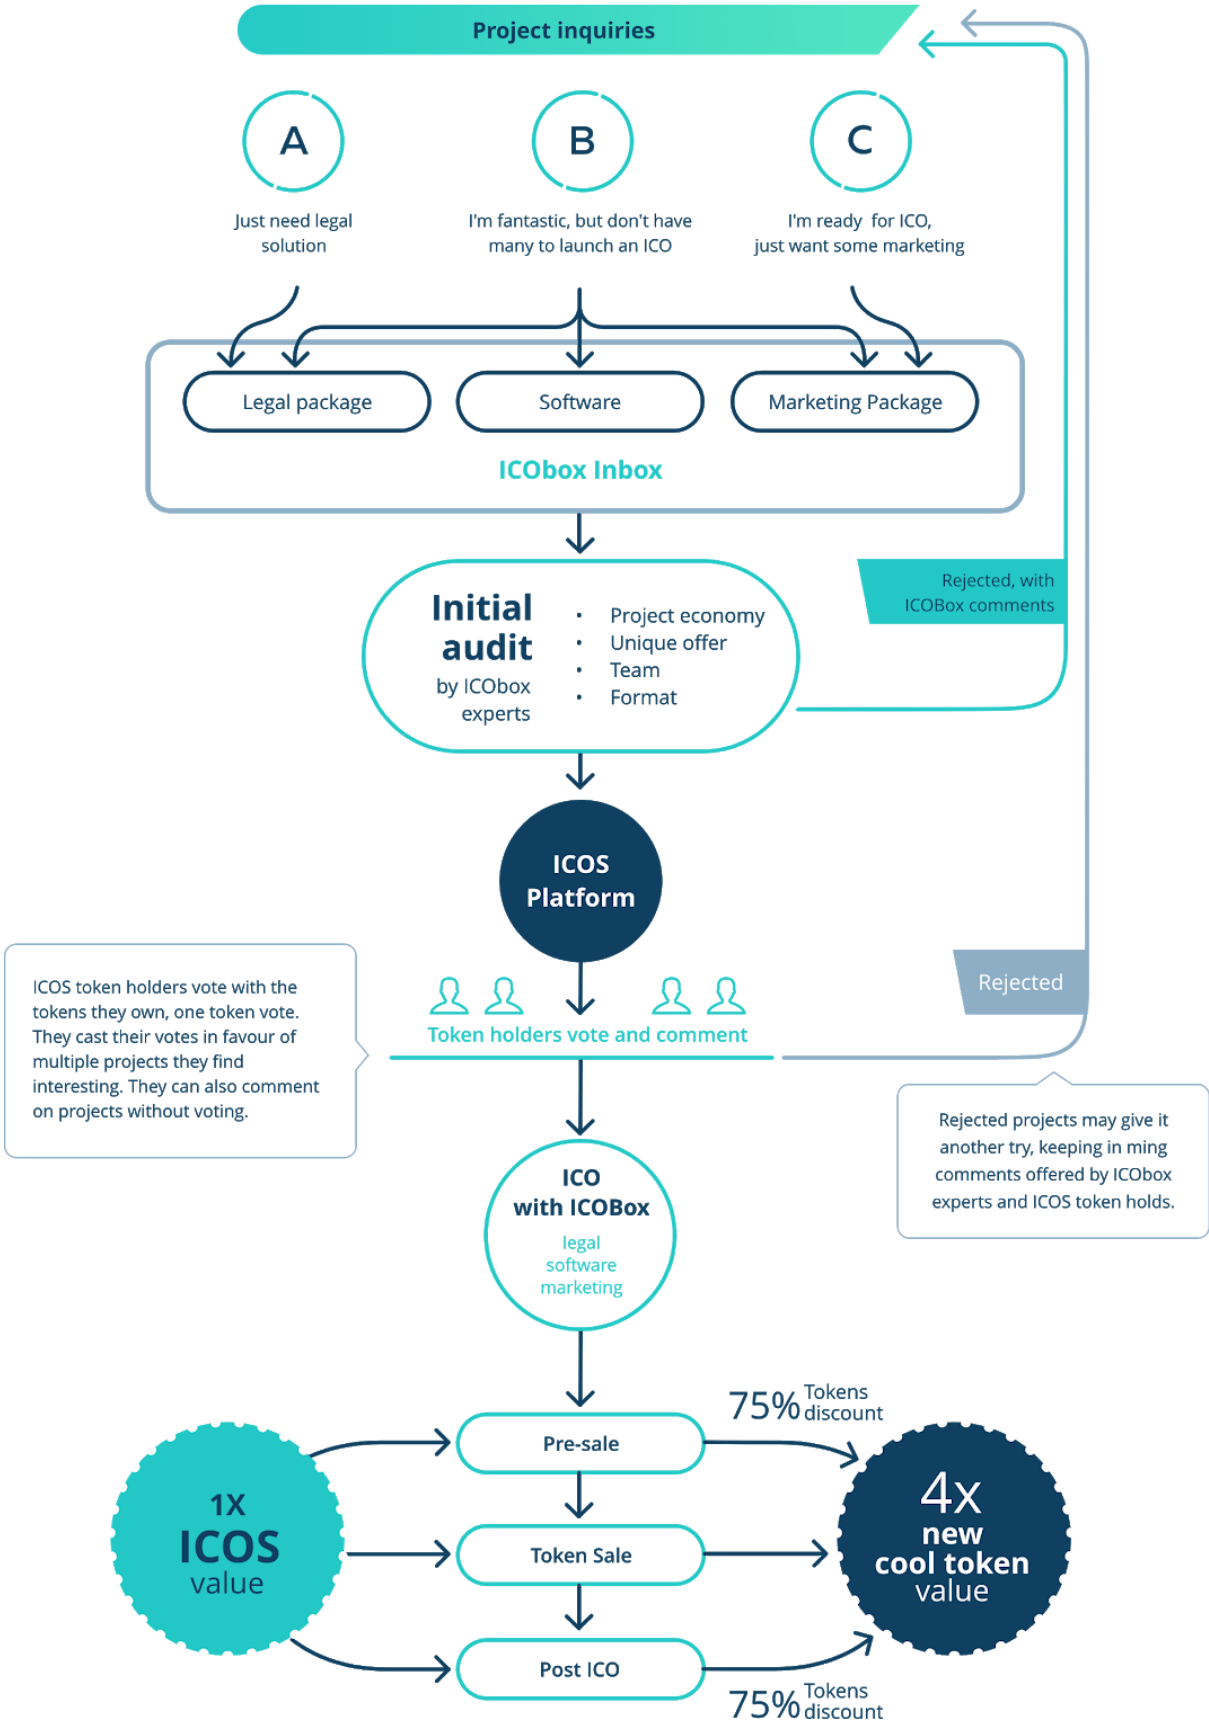 Project inquiries
A
B
C
Just need legal
solution
I'm fantastic, but don't have
many to launch an ICO
I'm ready for ICO,
just want some marketing
Legal package
Software
Marketing Package
ICObox Inbox
Rejected, with
ICOBox comments
Initial
audit
by ICObox
experts
• Project economy
• Unique offer
• Team
• Format
ICOS
Platform
Rejected
ICOS token holders vote with the
tokens they own, one token vote.
They cast their votes in favour of
multiple projects they find
interesting. They can also comment
on projects without voting.
Token holders vote and comment
Rejected projects may give it
another try, keeping in ming
comments offered by ICObox
experts and ICOS token holds.
ICO
with ICOBox
legal
software
marketing
75% Tokens
discount
Pre-sale
1X
ICOS
value
Token Sale
4x
new
cool token
value
Post ICO
75% Tokens
discount